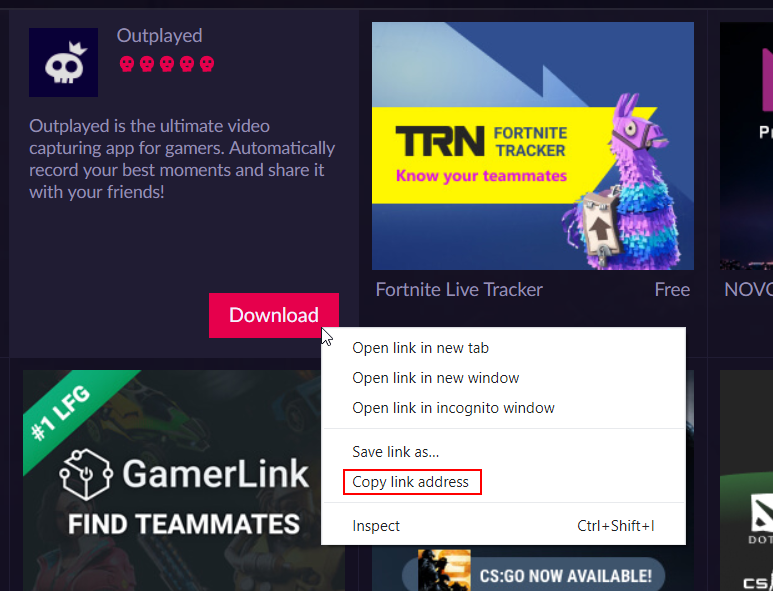 Outplayed
Outplayed is the ultimate video
capturing app for gamers. Automatically
record your best moments and share it
with your friends!
Download
TRN FORTNITE
TRACKER
Know your teammates
Fortnite Live Tracker Free
NOVO
Open link in new tab
Open link in new window
Open link in incognito window
Save link as...
Copy link address
Inspect Ctrl+Shift+I
#1 LFG
GamerLink
FIND TEAMMATES
CS:GO NOW AVAILABLE!
DOT
CS